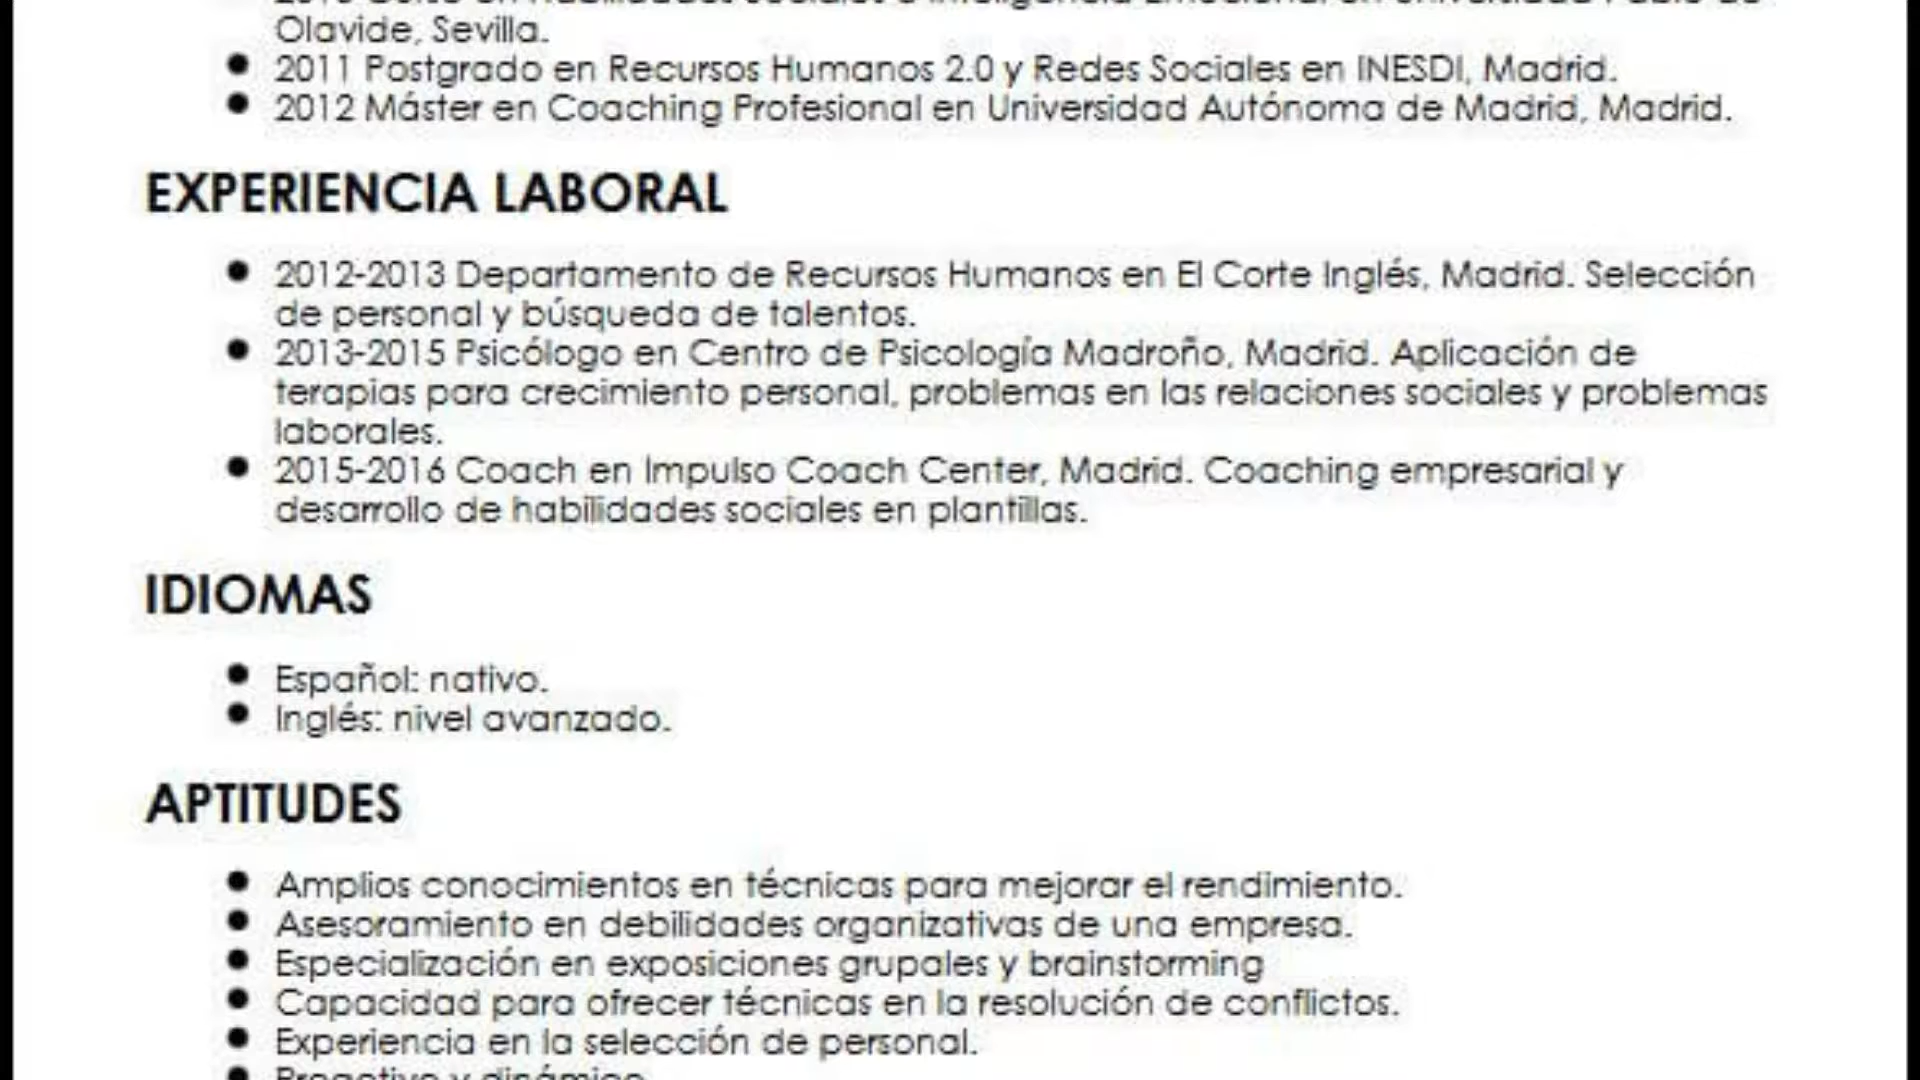 Olavide, Sevilla.
2011 Postgrado en Recursos Humanos 2.0 y Redes Sociales en INESDI, Madrid.
2012 Máster en Coaching Profesional en Universidad Autónoma de Madrid, Madrid.
EXPERIENCIA LABORAL
2012-2013 Departamento de Recursos Humanos en El Corte Inglés, Madrid. Selección
de personal y búsqueda de talentos.
2013-2015 Psicólogo en Centro de Psicología Madroño, Madrid. Aplicación de
terapias para crecimiento personal, problemas en las relaciones sociales y problemas
laborales.
2015-2016 Coach en Impulso Coach Center, Madrid. Coaching empresarial y
desarrollo de habilidades sociales en plantillas.
IDIOMAS
Español: nativo.
Inglés: nivel avanzado.
APTITUDES
Amplios conocimientos en técnicas para mejorar el rendimiento.
Asesoramiento en debilidades organizativas de una empresa.
Especialización en exposiciones grupales y brainstorming
Capacidad para ofrecer técnicas en la resolución de conflictos.
Experiencia en la selección de personal.
Proactivo y dinámico